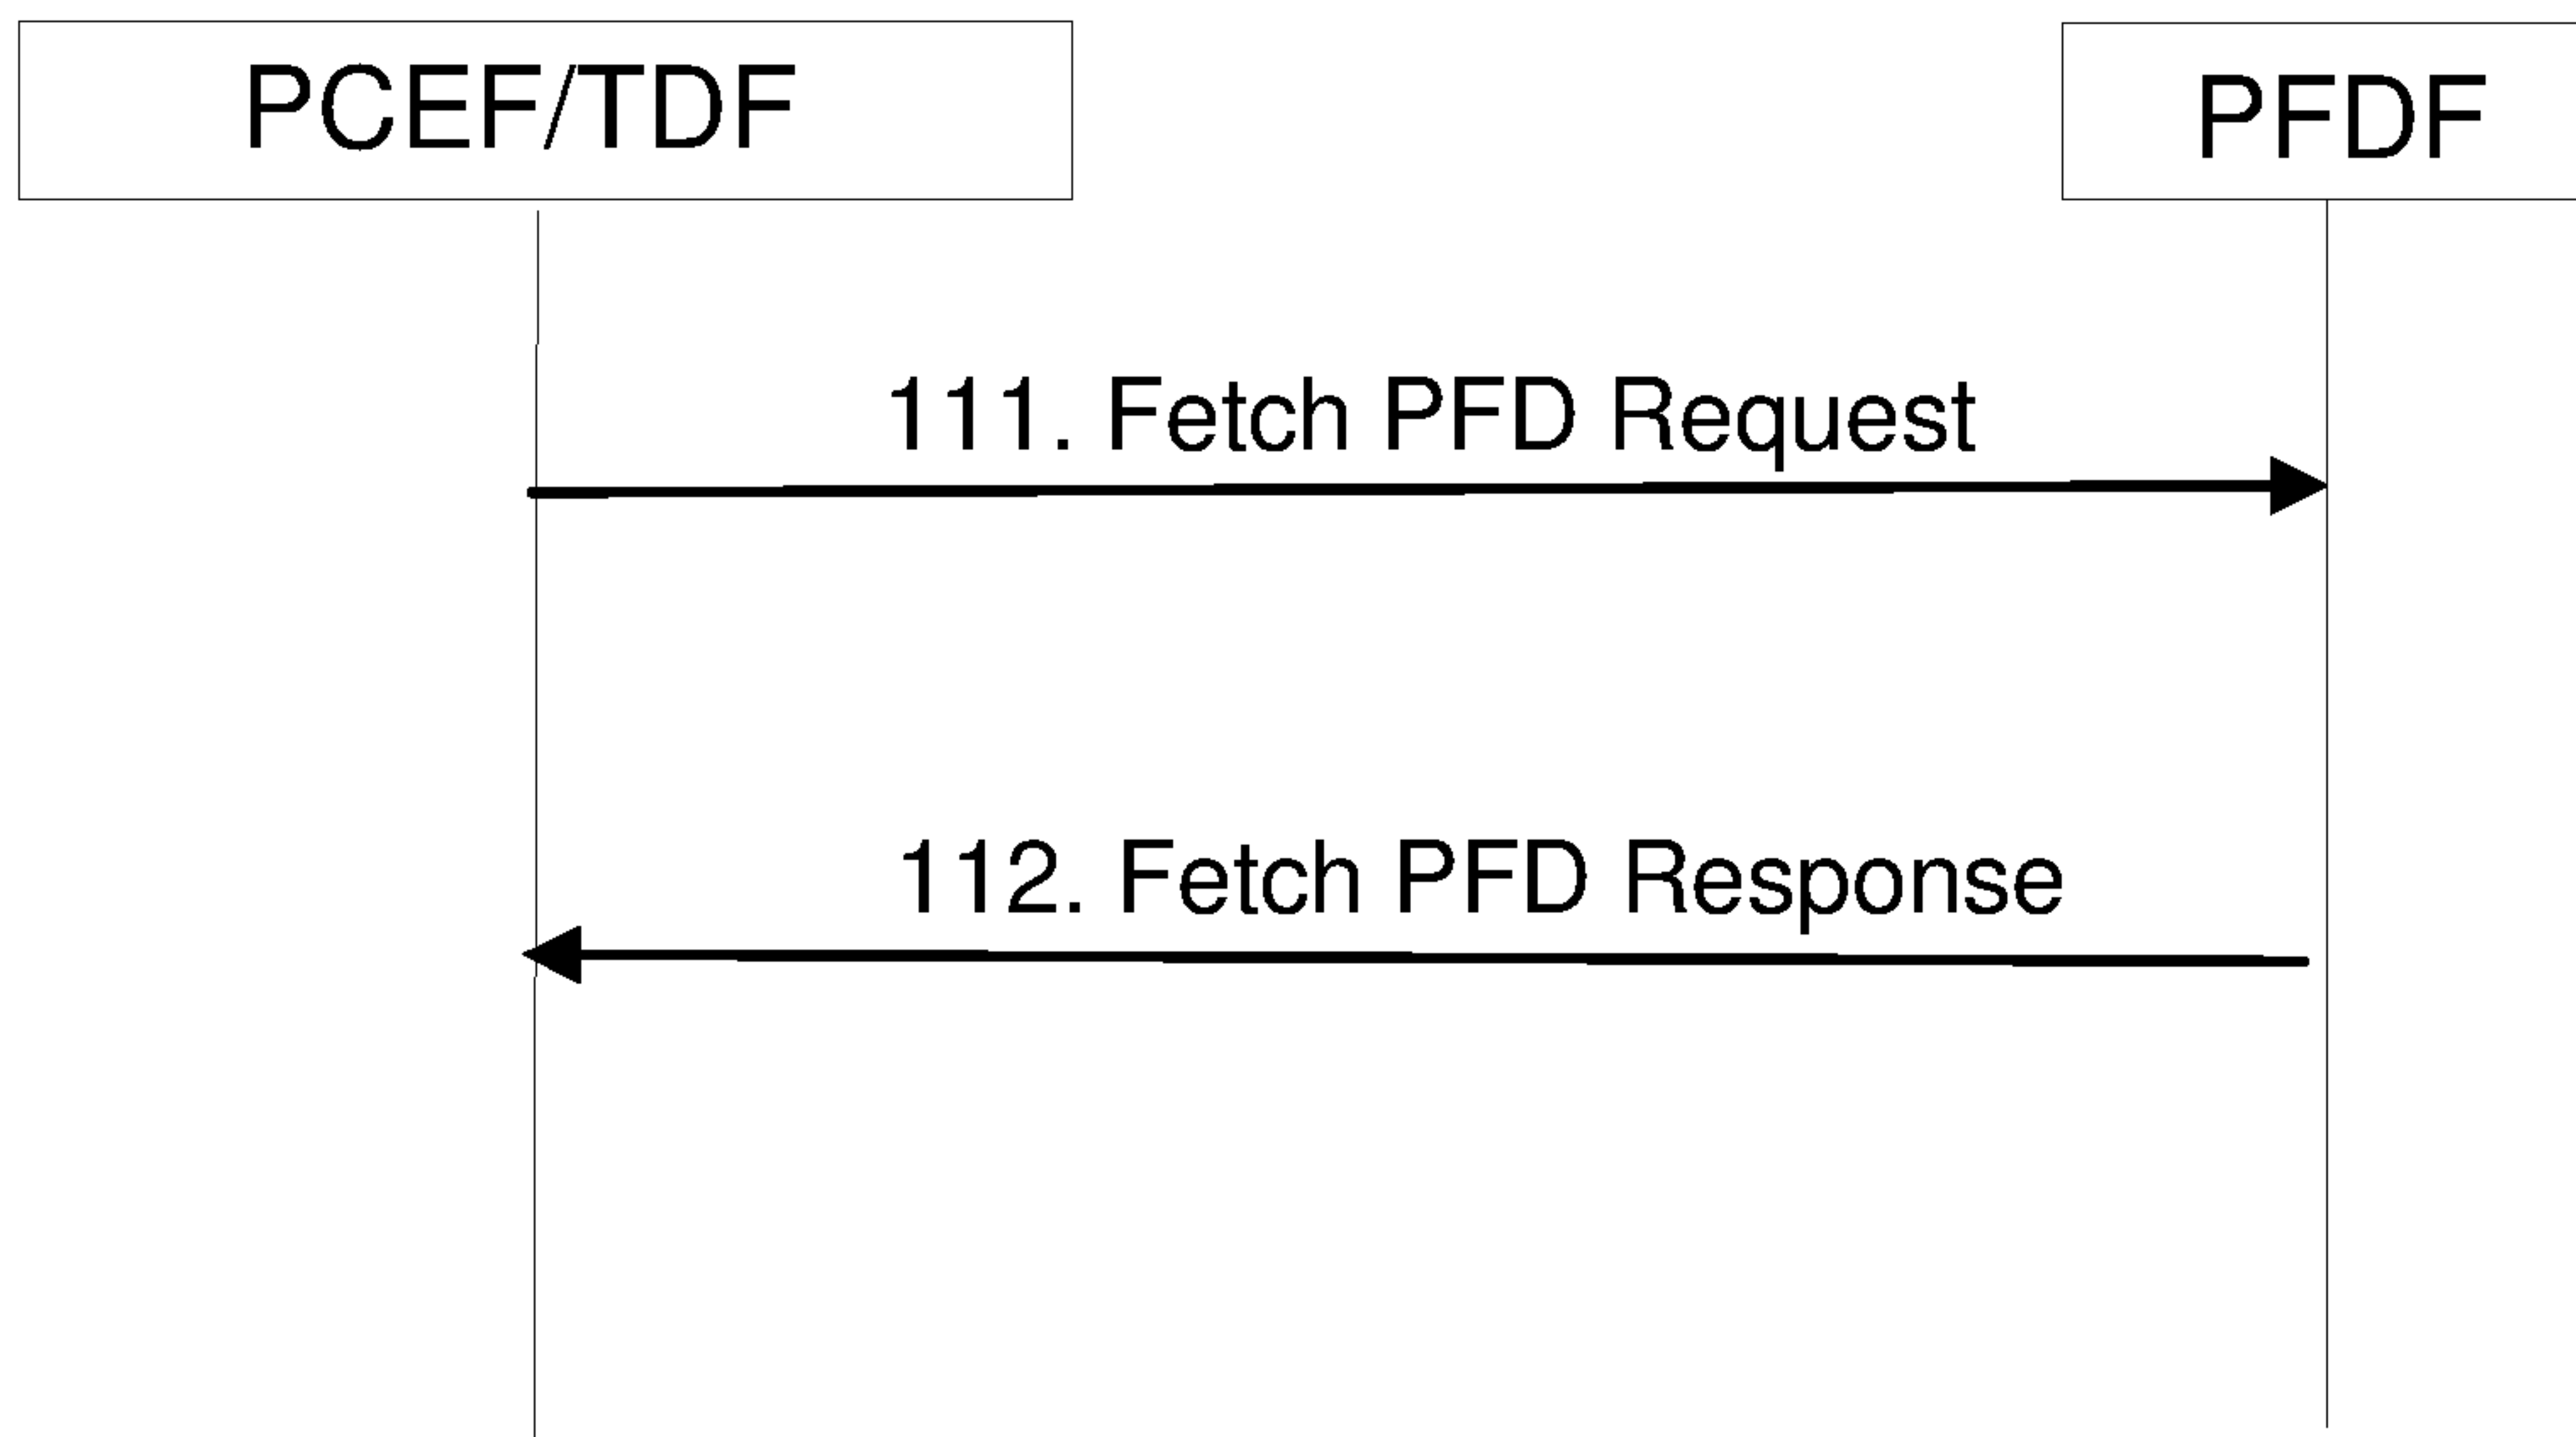 PCEF/TDF
PFDF
111. Fetch PFD Request
112. Fetch PFD Response